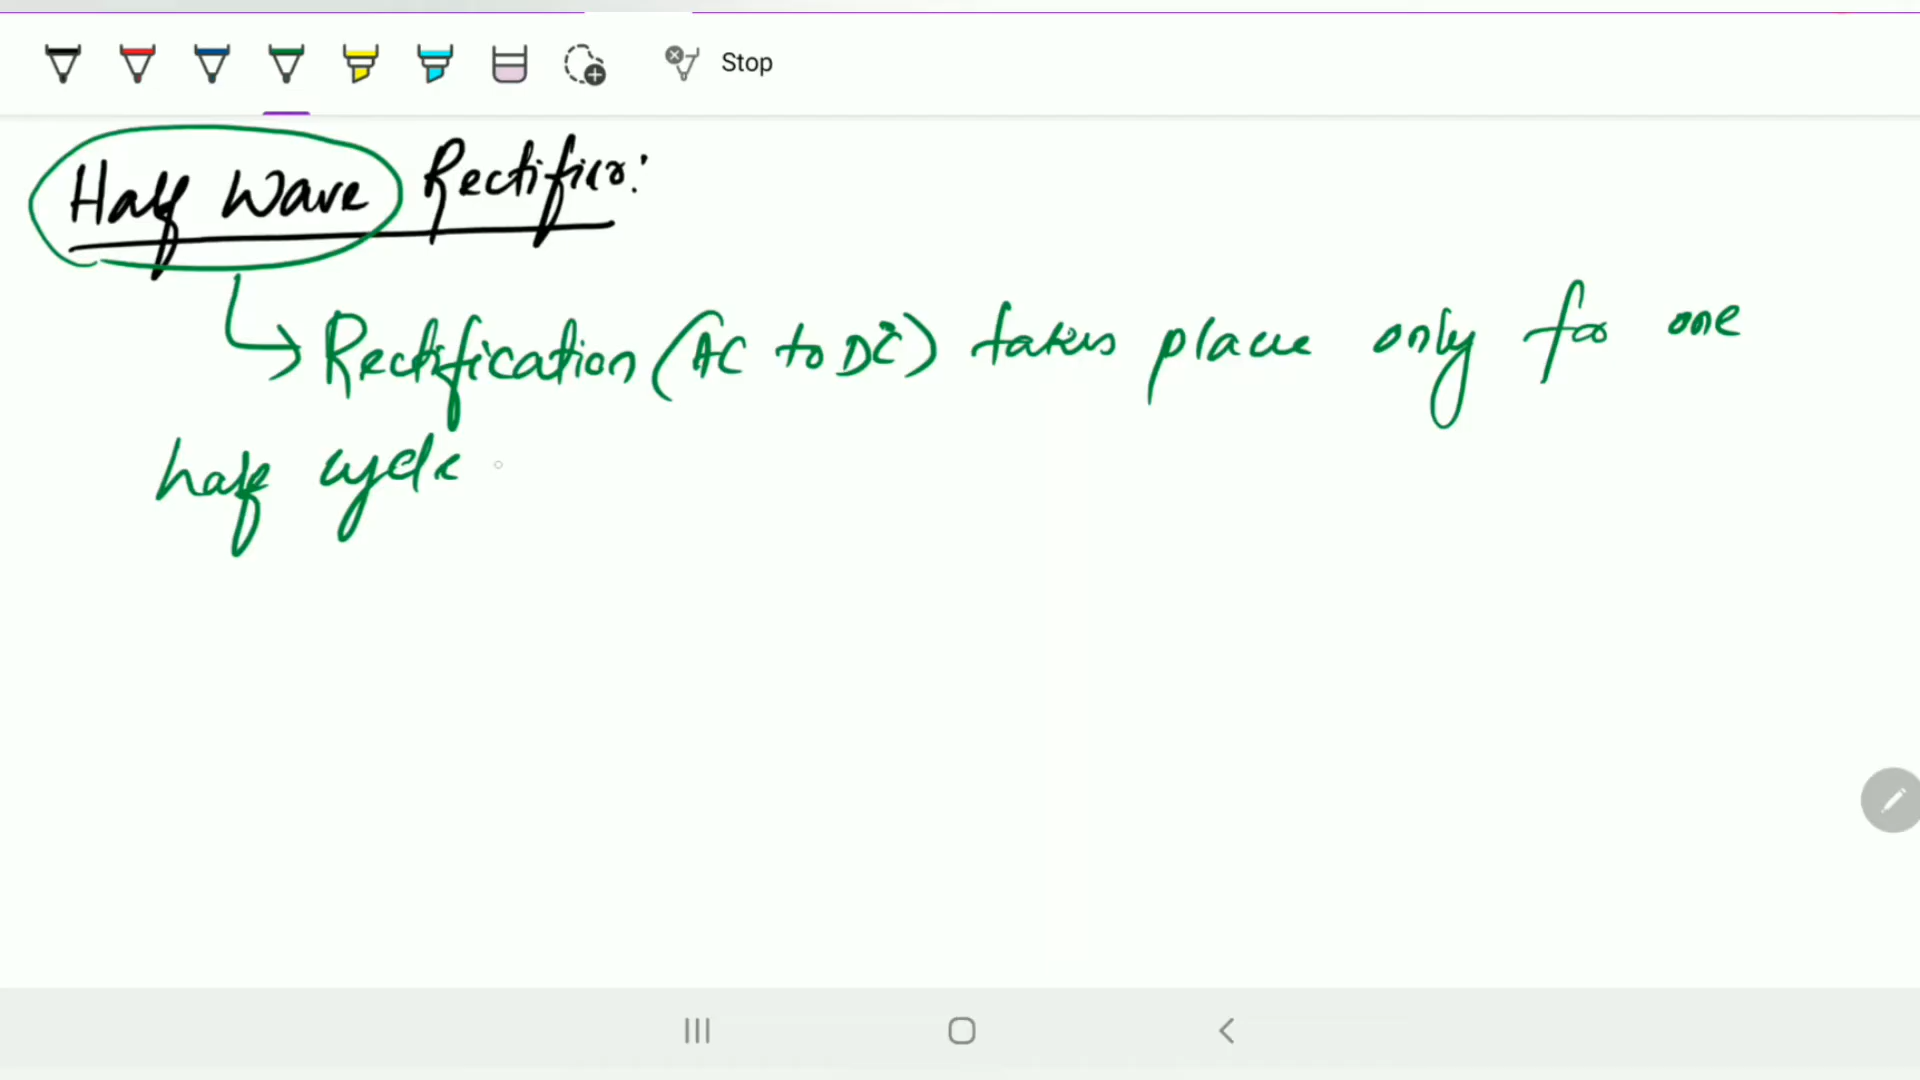 Stop
Half Wave Rectifier:
Rectification (AC to DC) takes place only for one
half cycle